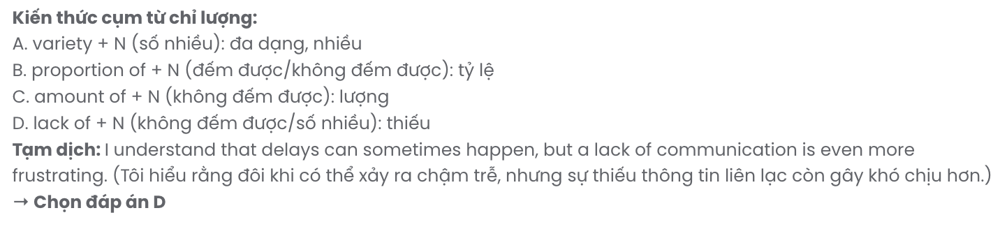 Kiến thức cụm từ chỉ lượng:
A. variety + N (số nhiều): đa dạng, nhiều
B. proportion of + N (đếm được/không đếm được): tỷ lệ
C. amount of + N (không đếm được): lượng
D. lack of + N (không đếm được/số nhiều): thiếu
Tạm dịch: I understand that delays can sometimes happen, but a lack of communication is even more
frustrating. (Tôi hiểu rằng đôi khi có thể xảy ra chậm trễ, nhưng sự thiếu thông tin liên lạc còn gây khó chịu hơn.)
→ Chọn đáp án D